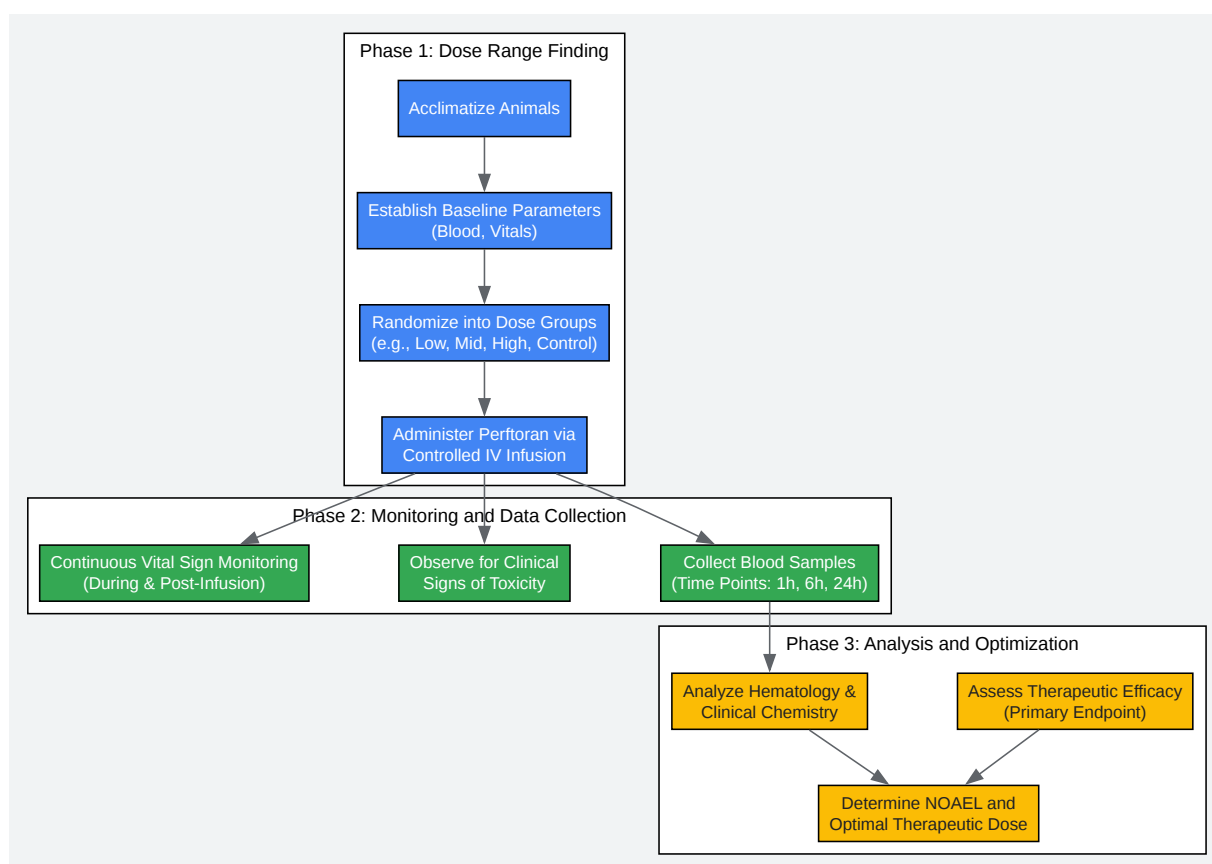 Phase 1: Dose Range Finding
Acclimatize Animals
Establish Baseline Parameters
(Blood, Vitals)
Randomize into Dose Groups
(e.g., Low, Mid, High, Control)
Administer Perftoran via
Controlled IV Infusion
Phase 2: Monitoring and Data Collection
Continuous Vital Sign Monitoring
(During & Post-Infusion)
Observe for Clinical
Signs of Toxicity
Collect Blood Samples
(Time Points: 1h, 6h, 24h)
Phase 3: Analysis and Optimization
Analyze Hematology &
Clinical Chemistry
Assess Therapeutic Efficacy
(Primary Endpoint)
Determine NOAEL and
Optimal Therapeutic Dose